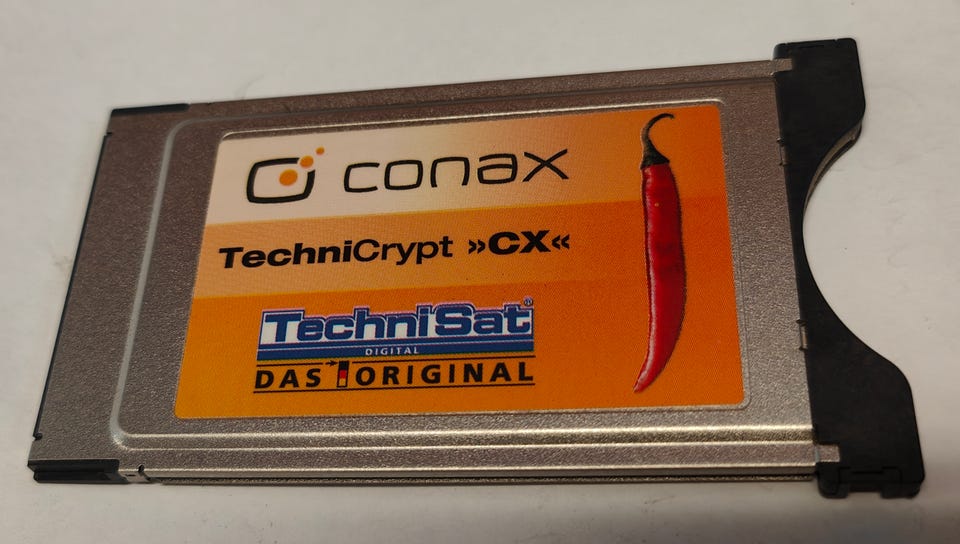 conax
TechniCrypt »CX«
TechniSat®
DIGITAL
DAS ORIGINAL